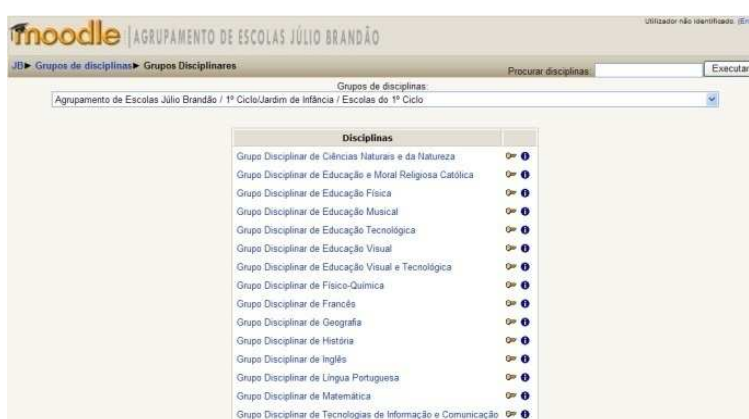 Utilizador não identificado. (En
moodle | AGRUPAMENTO DE ESCOLAS JÚLIO BRANDÃO
JB► Grupos de disciplinas► Grupos Disciplinares
Procurar disciplinas:
Executar
Grupos de disciplinas:
Agrupamento de Escolas Júlio Brandão / 1º Ciclo/Jardim de Infância / Escolas do 1º Ciclo
Disciplinas
Grupo Disciplinar de Ciências Naturais e da Natureza
Grupo Disciplinar de Educação e Moral Religiosa Católica
Grupo Disciplinar de Educação Física
Grupo Disciplinar de Educação Musical
Grupo Disciplinar de Educação Tecnológica
Grupo Disciplinar de Educação Visual
Grupo Disciplinar de Educação Visual e Tecnológica
Grupo Disciplinar de Físico-Química
Grupo Disciplinar de Francês
Grupo Disciplinar de Geografia
Grupo Disciplinar de História
Grupo Disciplinar de Inglês
Grupo Disciplinar de Língua Portuguesa
Grupo Disciplinar de Matemática
Grupo Disciplinar de Tecnologias de Informação e Comunicação